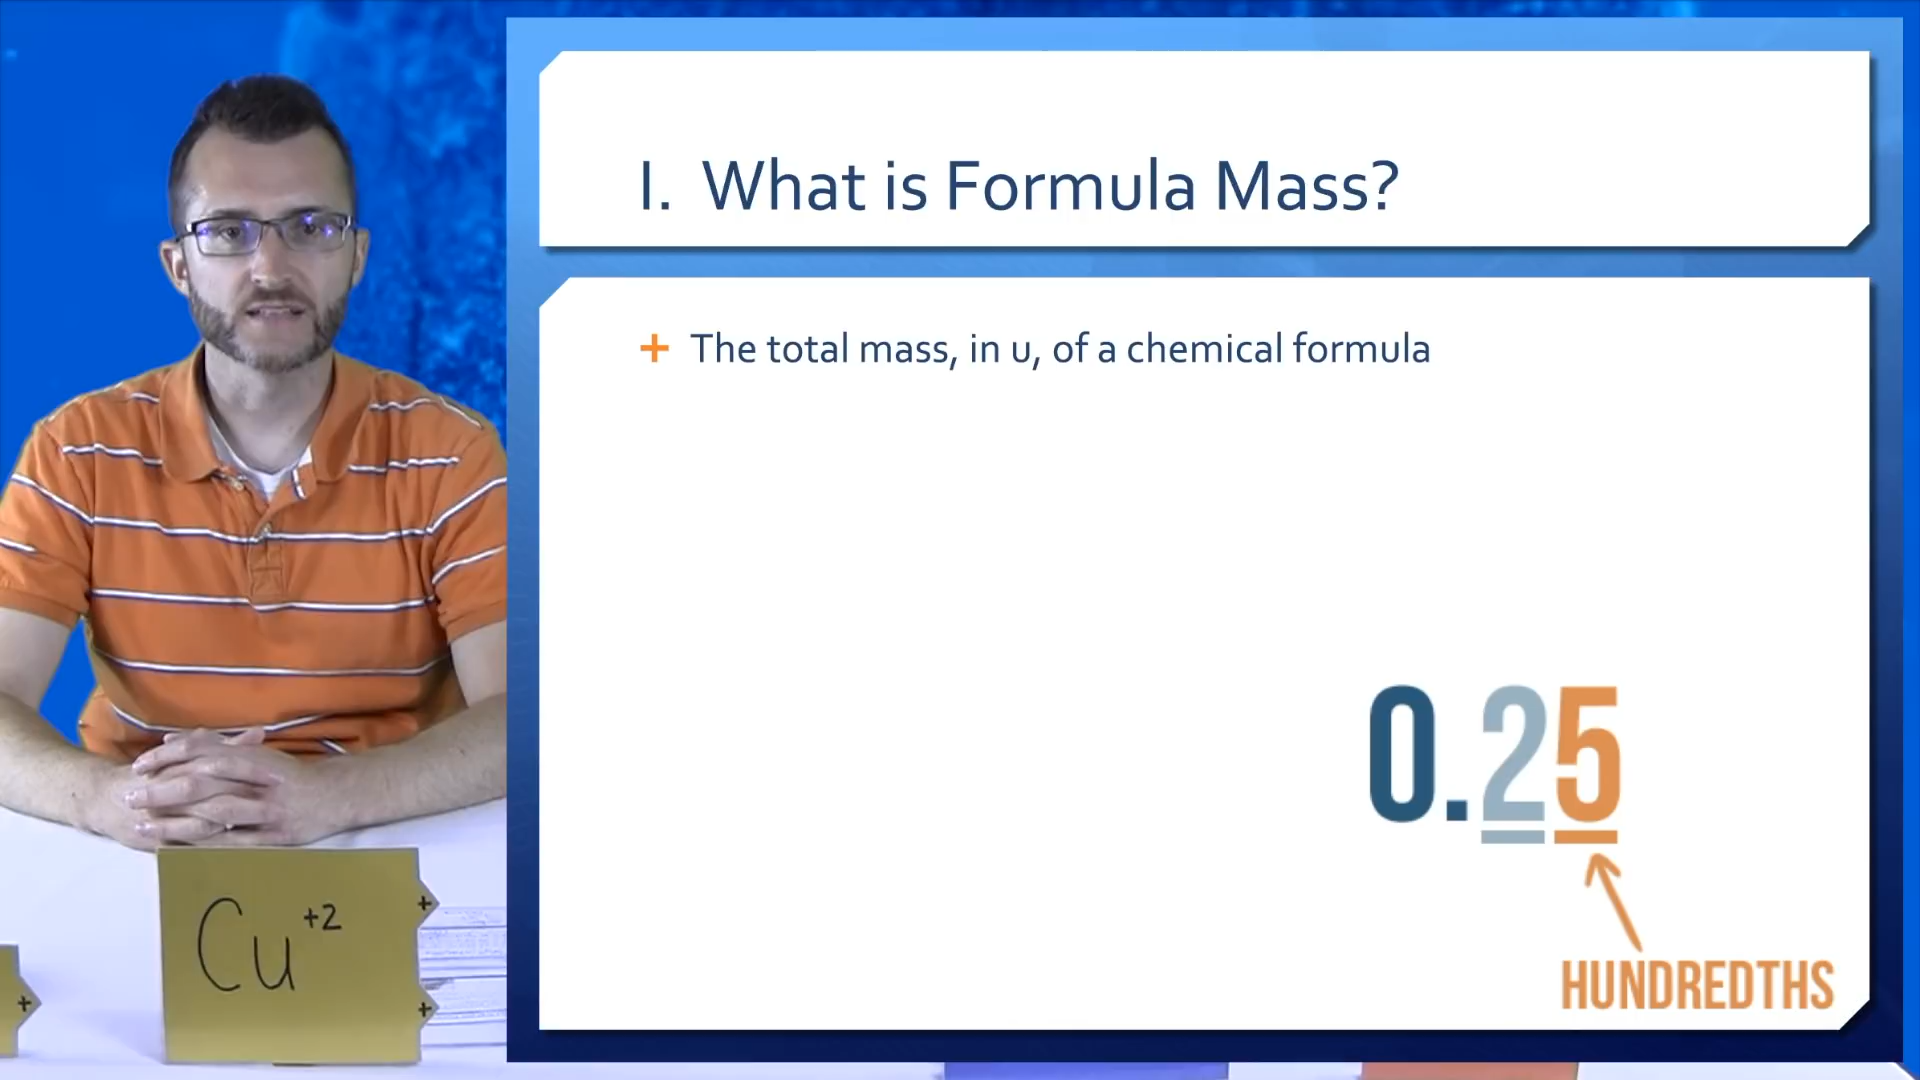 I. What is Formula Mass?
+ The total mass, in u, of a chemical formula
0.25
HUNDREDTHS
Cu⁺²
+
+
+